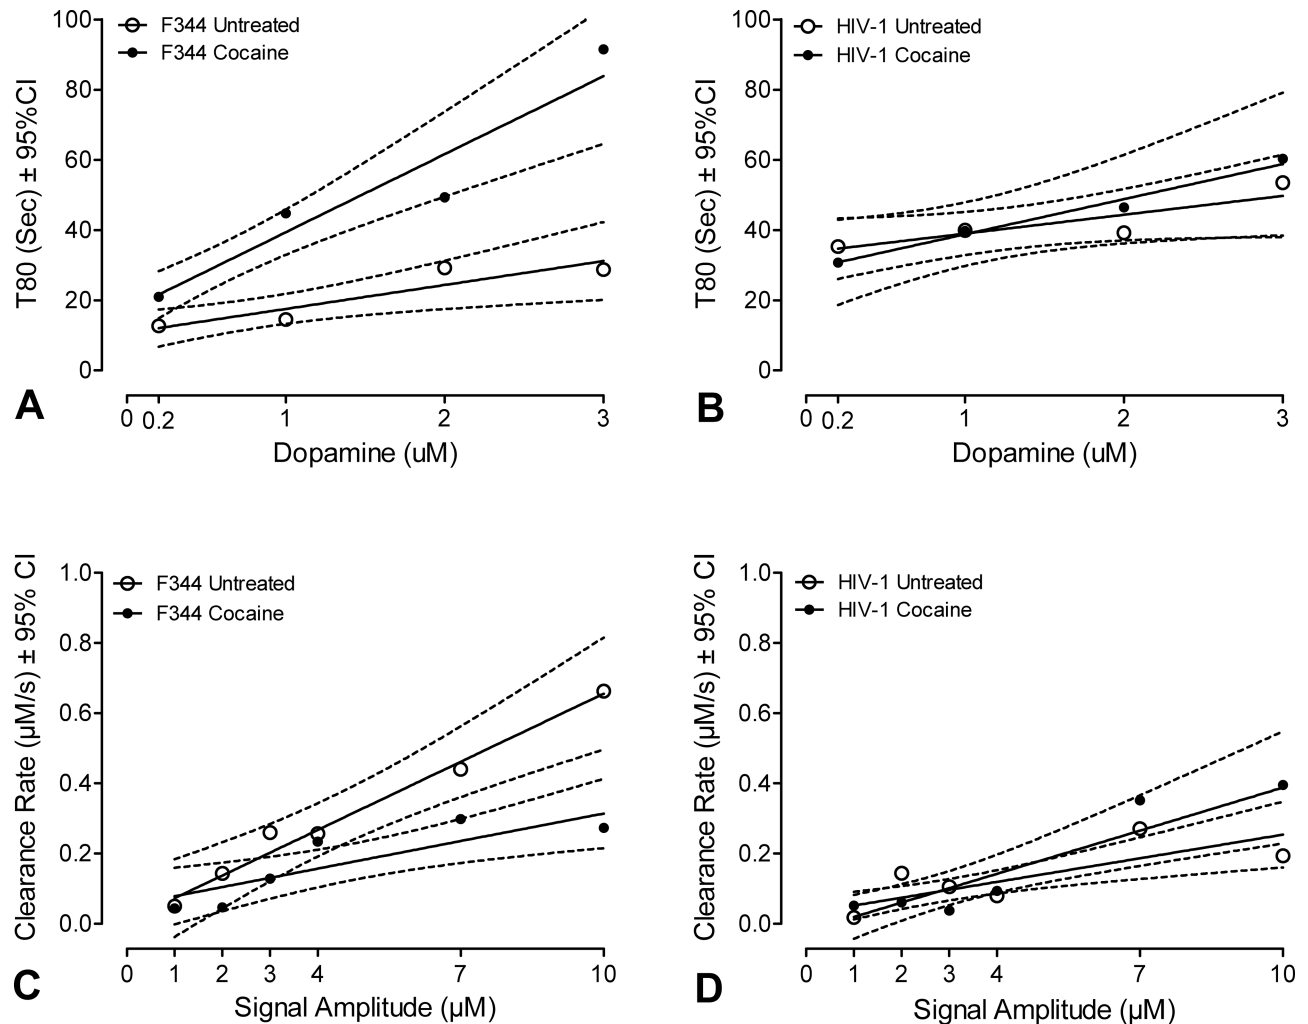 F344 Untreated
F344 Cocaine
T80 (Sec) ± 95%CI
100
80
60
40
20
0
0 0.2 1 2 3
Dopamine (uM)
A
HIV-1 Untreated
HIV-1 Cocaine
T80 (Sec) ± 95%CI
100
80
60
40
20
0
0 0.2 1 2 3
Dopamine (uM)
B
F344 Untreated
F344 Cocaine
Clearance Rate (µM/s) ± 95% CI
1.0
0.8
0.6
0.4
0.2
0.0
0 1 2 3 4 7 10
Signal Amplitude (µM)
C
HIV-1 Untreated
HIV-1 Cocaine
Clearance Rate (µM/s) ± 95% CI
1.0
0.8
0.6
0.4
0.2
0.0
0 1 2 3 4 7 10
Signal Amplitude (µM)
D